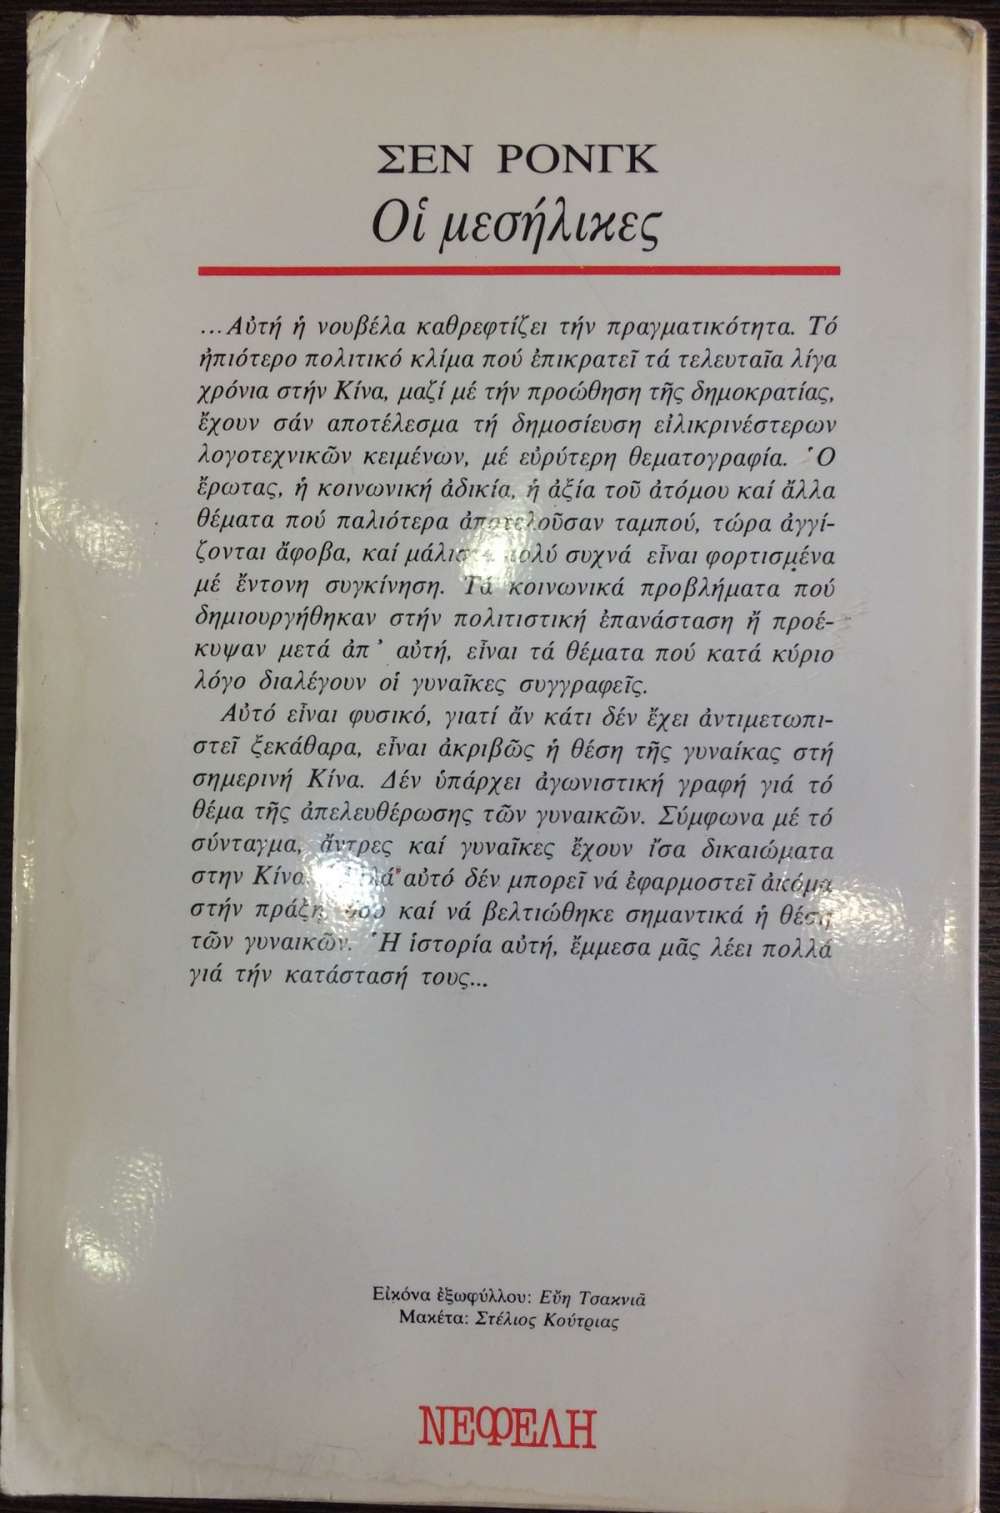 ΣΕΝ ΡΟΝΓΚ
Οἱ μεσήλικες
...Αὐτή ἡ νουβέλα καθρεφτίζει τήν πραγματικότητα. Τό
ἠπιότερο πολιτικό κλίμα πού ἐπικρατεῖ τά τελευταῖα λίγα
χρόνια στήν Κίνα, μαζί μέ τήν προώθηση τῆς δημοκρατίας,
ἔχουν σάν ἀποτέλεσμα τή δημοσίευση εἰλικρινέστερων
λογοτεχνικῶν κειμένων, μέ εὐρύτερη θεματογραφία. Ὁ
ἔρωτας, ἡ κοινωνική ἀδικία, ἡ ἀξία τοῦ ἀτόμου καί ἄλλα
θέματα πού παλιότερα ἀποτελοῦσαν ταμπού, τώρα ἀγγί-
ζονται ἄφοβα, καί μάλιστα πολύ συχνά εἶναι φορτισμένα
μέ ἔντονη συγκίνηση. Τά κοινωνικά προβλήματα πού
δημιουργήθηκαν στήν πολιτιστική ἐπανάσταση ἤ προέ-
κυψαν μετά ἀπ' αὐτή, εἶναι τά θέματα πού κατά κύριο
λόγο διαλέγουν οἱ γυναῖκες συγγραφεῖς.
Αὐτό εἶναι φυσικό, γιατί ἄν κάτι δέν ἔχει ἀντιμετωπι-
στεῖ ξεκάθαρα, εἶναι ἀκριβῶς ἡ θέση τῆς γυναίκας στή
σημερινή Κίνα. Δέν ὑπάρχει ἀγωνιστική γραφή γιά τό
θέμα τῆς ἀπελευθέρωσης τῶν γυναικῶν. Σύμφωνα μέ τό
σύνταγμα, ἄντρες καί γυναῖκες ἔχουν ἴσα δικαιώματα
στην Κίνα. αὐτό δέν μπορεῖ νά ἐφαρμοστεῖ ἀκόμα
στήν πράξη, ὅσο καί νά βελτιώθηκε σημαντικά ἡ θέση
τῶν γυναικῶν. Ἡ ἱστορία αὐτή, ἔμμεσα μᾶς λέει πολλά
γιά τήν κατάστασή τους...
Εἰκόνα ἐξωφύλλου: Εὔη Τσακνιᾶ
Μακέτα: Στέλιος Κούτριας
ΝΕΦΕΛΗ